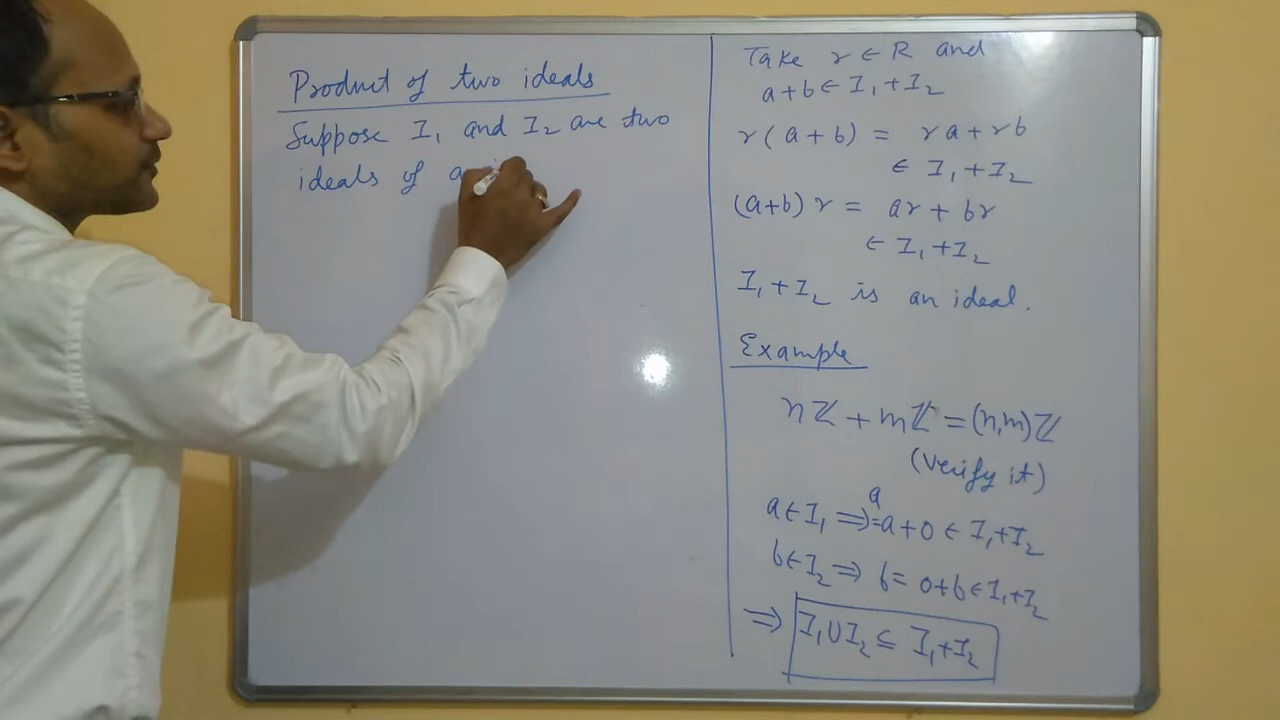 Product of two ideals
Suppose I₁ and I₂ are two
ideals of a
Take r ∈ R and
a+b ∈ I₁+I₂
r(a+b) = ra+rb
∈ I₁+I₂
(a+b)r = ar+br
∈ I₁+I₂
I₁+I₂ is an ideal.
Example
nℤ + mℤ = (n,m)ℤ
(Verify it)
a∈I₁ ⇒ a=a+0 ∈ I₁+I₂
b∈I₂ ⇒ b= 0+b∈I₁+I₂
⇒ I₁∪I₂ ⊆ I₁+I₂